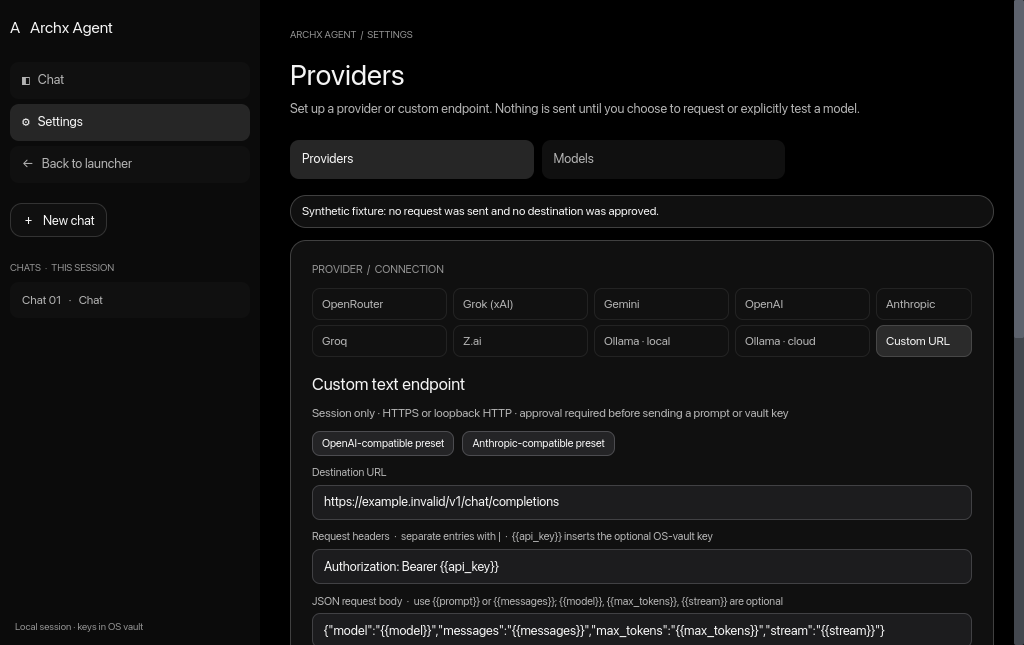 A Archx Agent
Chat
Settings
← Back to launcher
+ New chat
CHATS · THIS SESSION
Chat 01 · Chat
Local session · keys in OS vault
ARCHX AGENT / SETTINGS
Providers
Set up a provider or custom endpoint. Nothing is sent until you choose to request or explicitly test a model.
Providers
Models
Synthetic fixture: no request was sent and no destination was approved.
PROVIDER / CONNECTION
OpenRouter
Grok (xAI)
Gemini
OpenAI
Anthropic
Groq
Z.ai
Ollama · local
Ollama · cloud
Custom URL
Custom text endpoint
Session only · HTTPS or loopback HTTP · approval required before sending a prompt or vault key
OpenAI-compatible preset
Anthropic-compatible preset
Destination URL
https://example.invalid/v1/chat/completions
Request headers · separate entries with | · {{api_key}} inserts the optional OS-vault key
Authorization: Bearer {{api_key}}
JSON request body · use {{prompt}} or {{messages}}; {{model}}, {{max_tokens}}, {{stream}} are optional
{"model":"{{model}}","messages":"{{messages}}","max_tokens":"{{max_tokens}}","stream":"{{stream}}"}